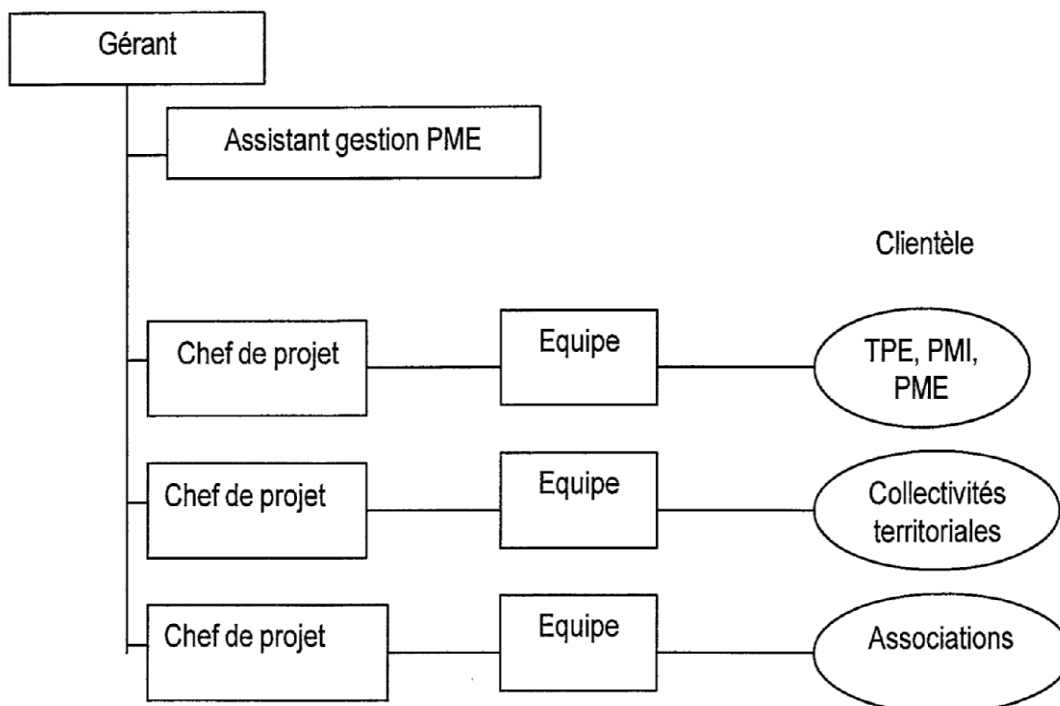 Gérant
Assistant gestion PME
Clientèle
Chef de projet
Equipe
TPE, PMI,
PME
Chef de projet
Equipe
Collectivités
territoriales
Chef de projet
Equipe
Associations